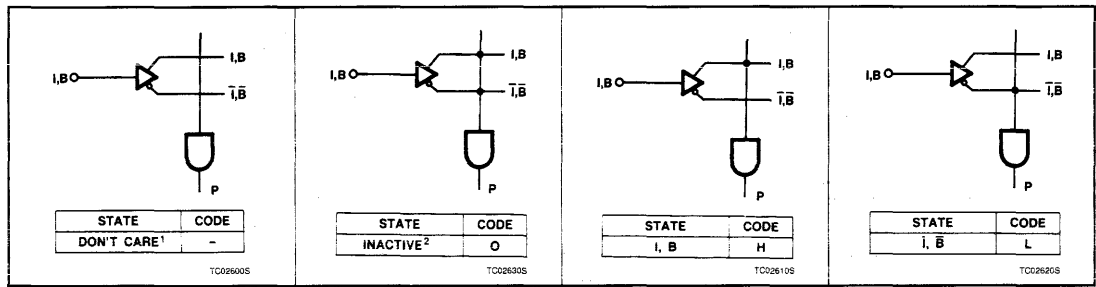 I,B
I,B
I̅,B̅
P
STATE CODE
DON'T CARE¹ –
TC02600S
I,B
I,B
I̅,B̅
P
STATE CODE
INACTIVE² O
TC02630S
I,B
I,B
I̅,B̅
P
STATE CODE
I, B H
TC02610S
I,B
I,B
I̅,B̅
P
STATE CODE
I̅, B̅ L
TC02620S